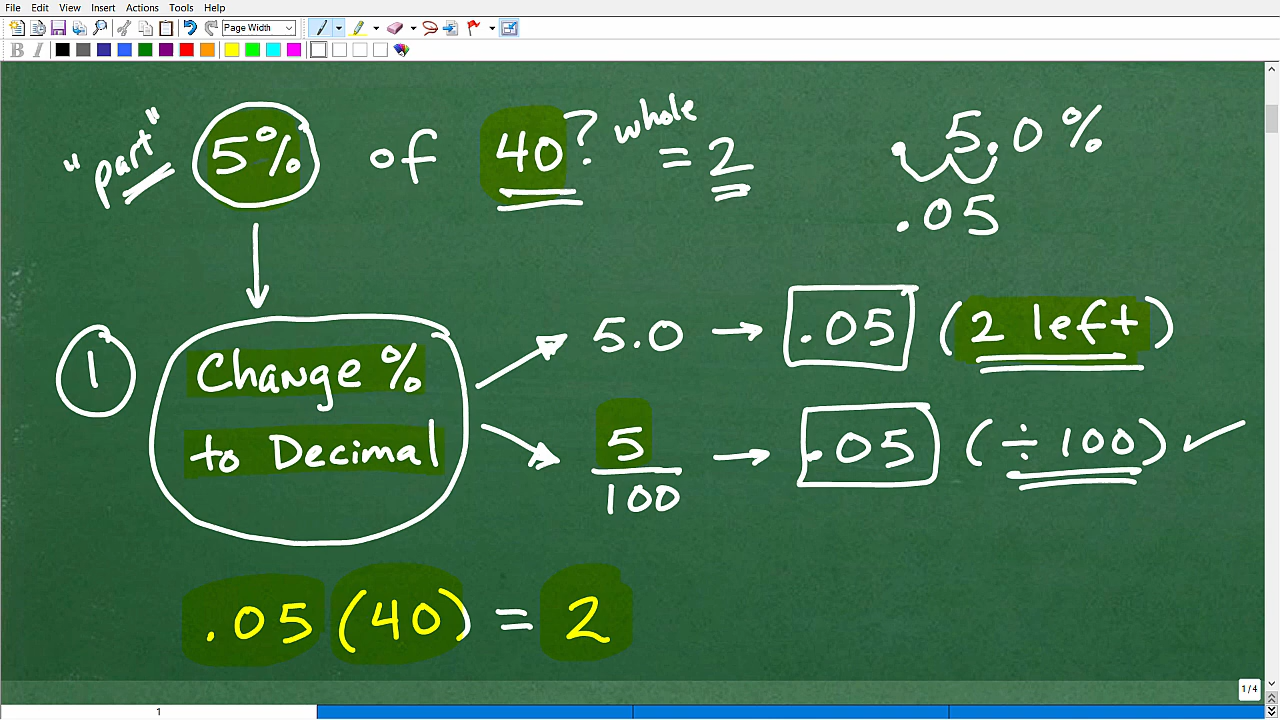 File Edit View Insert Actions Tools Help
Page Width
B I
"part" 5% of 40? whole = 2
5.0%
.05
1 Change % to Decimal
5.0 → .05 (2 left)
5/100 → .05 (÷ 100) ✓
.05 (40) = 2
1/4
1